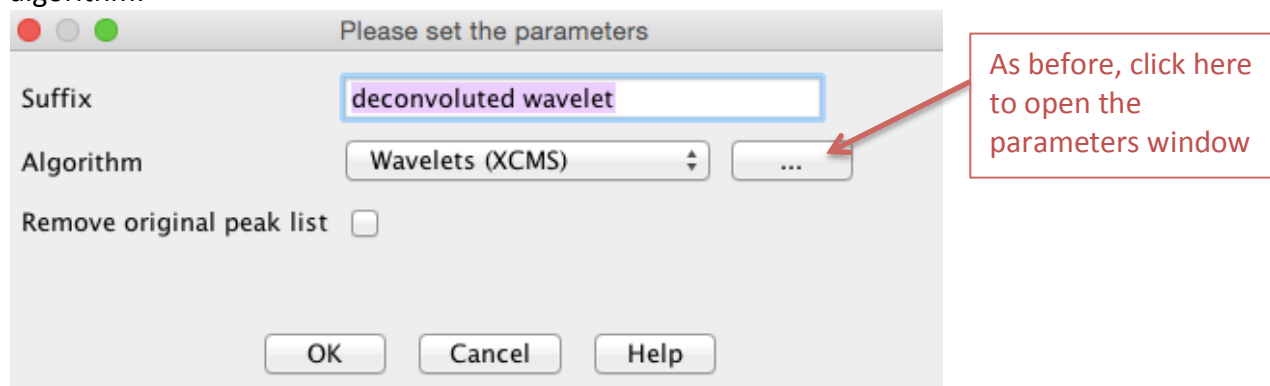 algorithm.
Please set the parameters
Suffix
deconvoluted wavelet
Algorithm
Wavelets (XCMS)
...
Remove original peak list
OK
Cancel
Help
As before, click here
to open the
parameters window